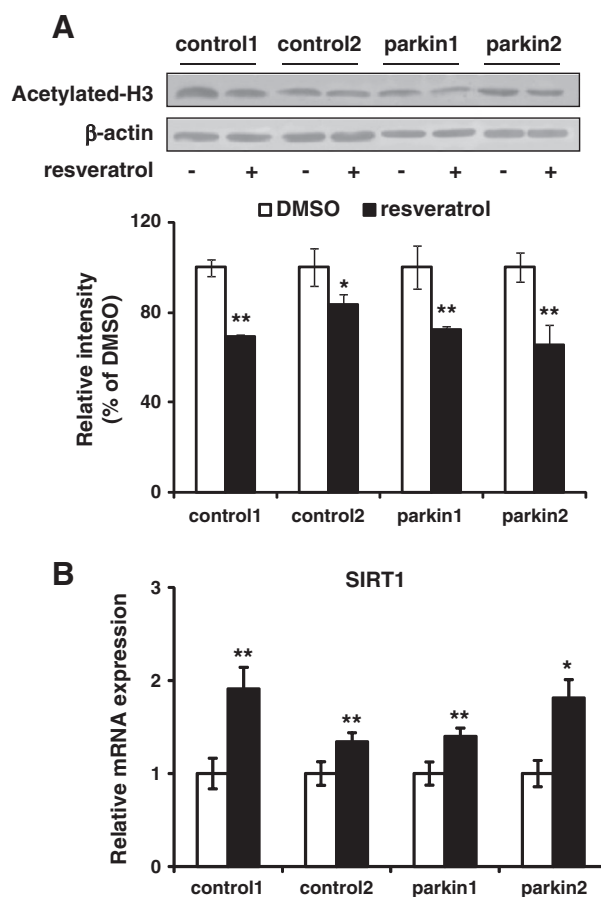 A
control1 control2 parkin1 parkin2
Acetylated-H3
β-actin
resveratrol - + - + - + - +
DMSO resveratrol
Relative intensity
(% of DMSO)
120
80
40
0
** * ** **
control1 control2 parkin1 parkin2
B
SIRT1
Relative mRNA expression
3
2
1
0
** ** ** *
control1 control2 parkin1 parkin2